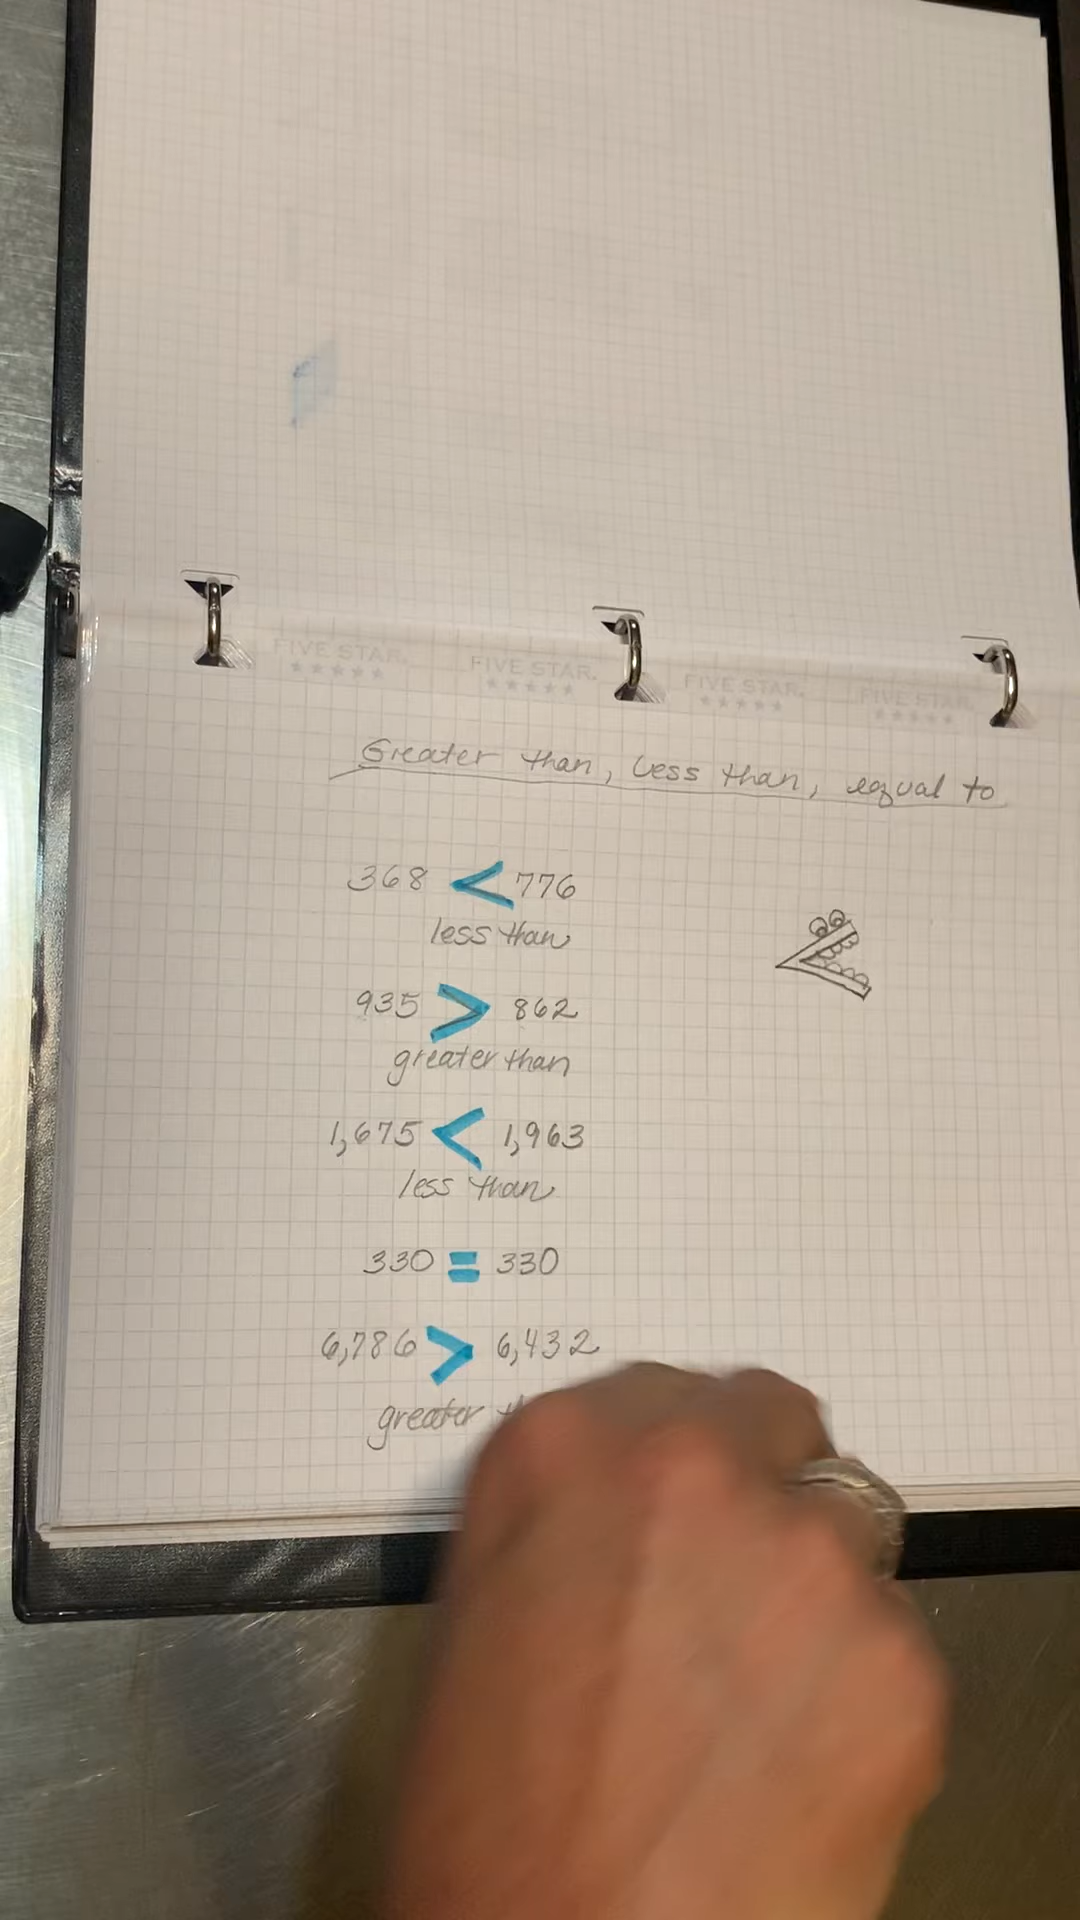 FIVE STAR. FIVE STAR. FIVE STAR. FIVE STAR.
Greater than, Less than, equal to
368 < 776
less than
935 > 862
greater than
1,675 < 1,963
less than
330 = 330
6,786 > 6,432
greater